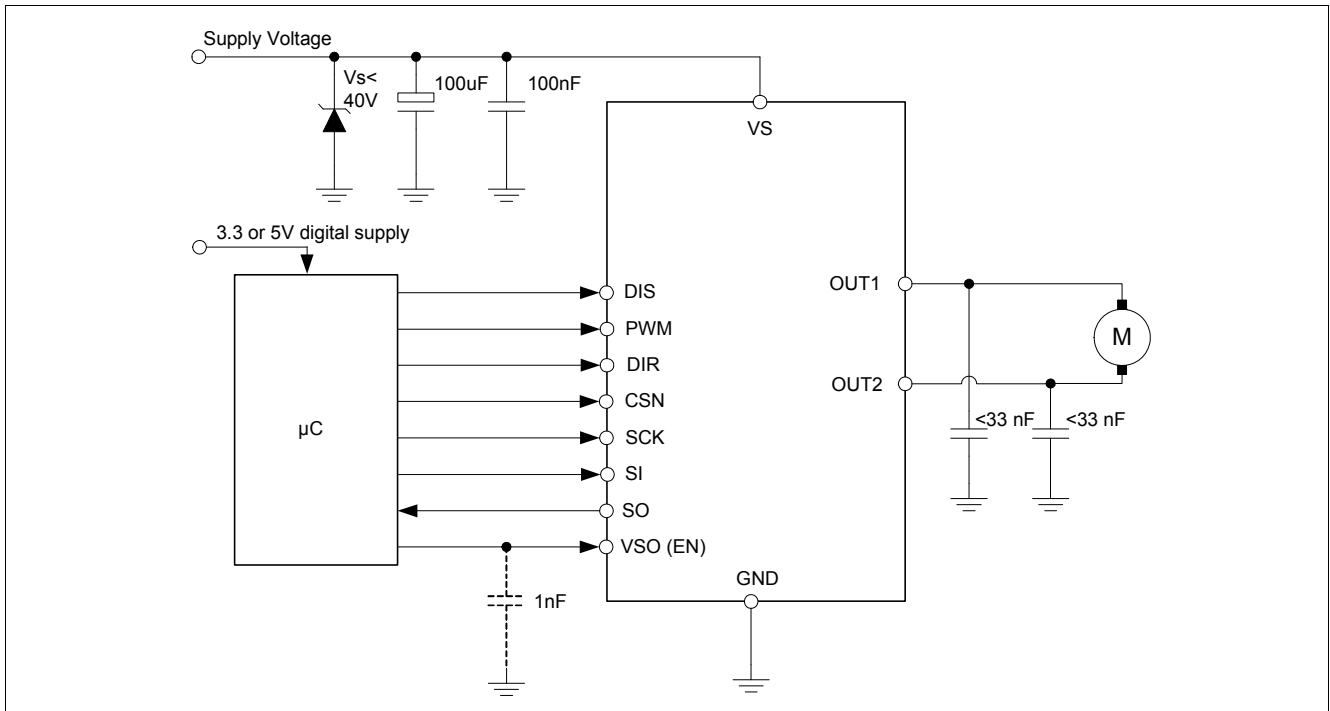 Supply Voltage
Vs<
40V
100uF
100nF
VS
3.3 or 5V digital supply
µC
DIS
PWM
DIR
CSN
SCK
SI
SO
VSO (EN)
1nF
GND
OUT1
OUT2
M
<33 nF
<33 nF